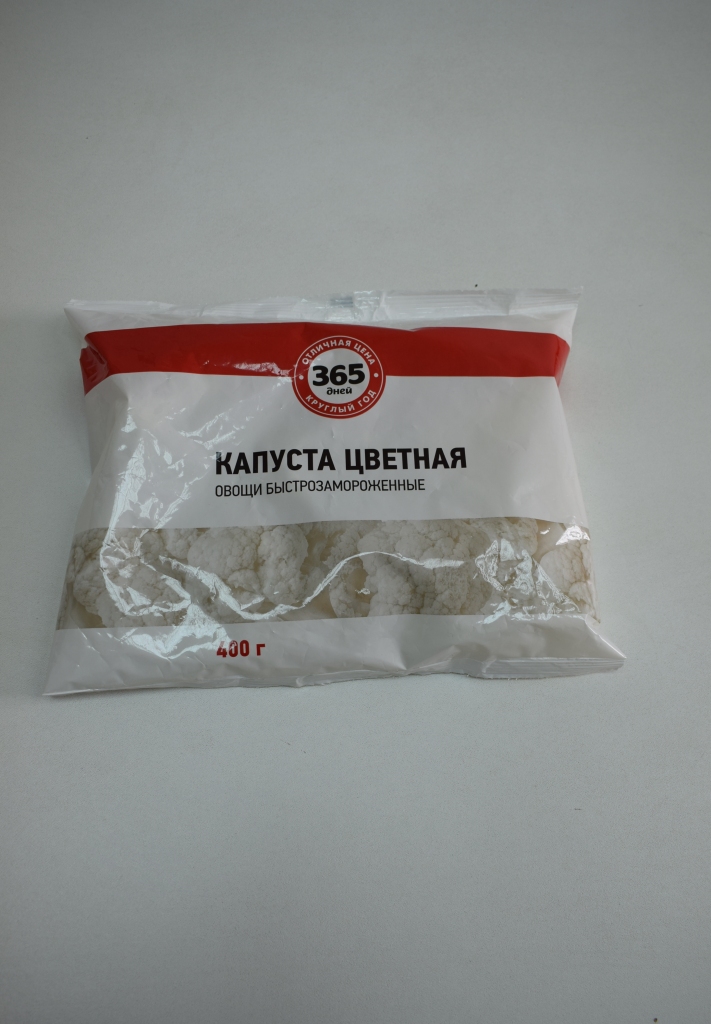 ОТЛИЧНАЯ ЦЕНА
365
дней
КРУГЛЫЙ ГОД
КАПУСТА ЦВЕТНАЯ
ОВОЩИ БЫСТРОЗАМОРОЖЕННЫЕ
400 г